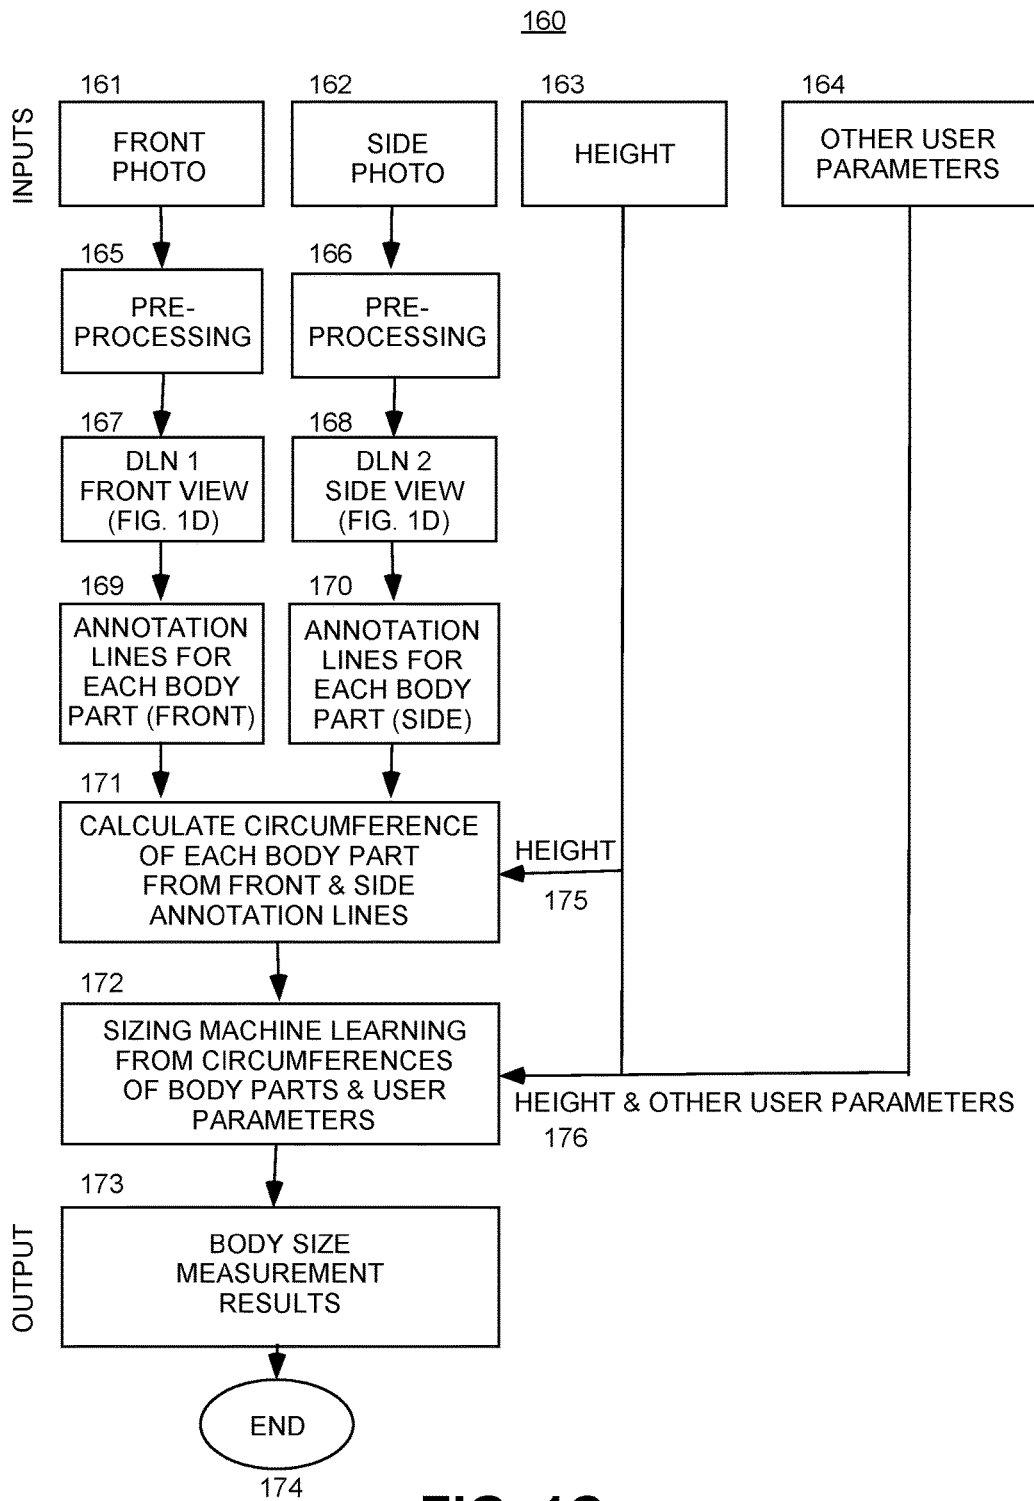 160
161
162
163
164
INPUTS
FRONT
PHOTO
SIDE
PHOTO
HEIGHT
OTHER USER
PARAMETERS
165
166
PRE-
PROCESSING
PRE-
PROCESSING
167
168
DLN 1
FRONT VIEW
(FIG. 1D)
DLN 2
SIDE VIEW
(FIG. 1D)
169
170
ANNOTATION
LINES FOR
EACH BODY
PART (FRONT)
ANNOTATION
LINES FOR
EACH BODY
PART (SIDE)
171
CALCULATE CIRCUMFERENCE
OF EACH BODY PART
FROM FRONT & SIDE
ANNOTATION LINES
HEIGHT
175
172
SIZING MACHINE LEARNING
FROM CIRCUMFERENCES
OF BODY PARTS & USER
PARAMETERS
HEIGHT & OTHER USER PARAMETERS
176
173
OUTPUT
BODY SIZE
MEASUREMENT
RESULTS
END
174